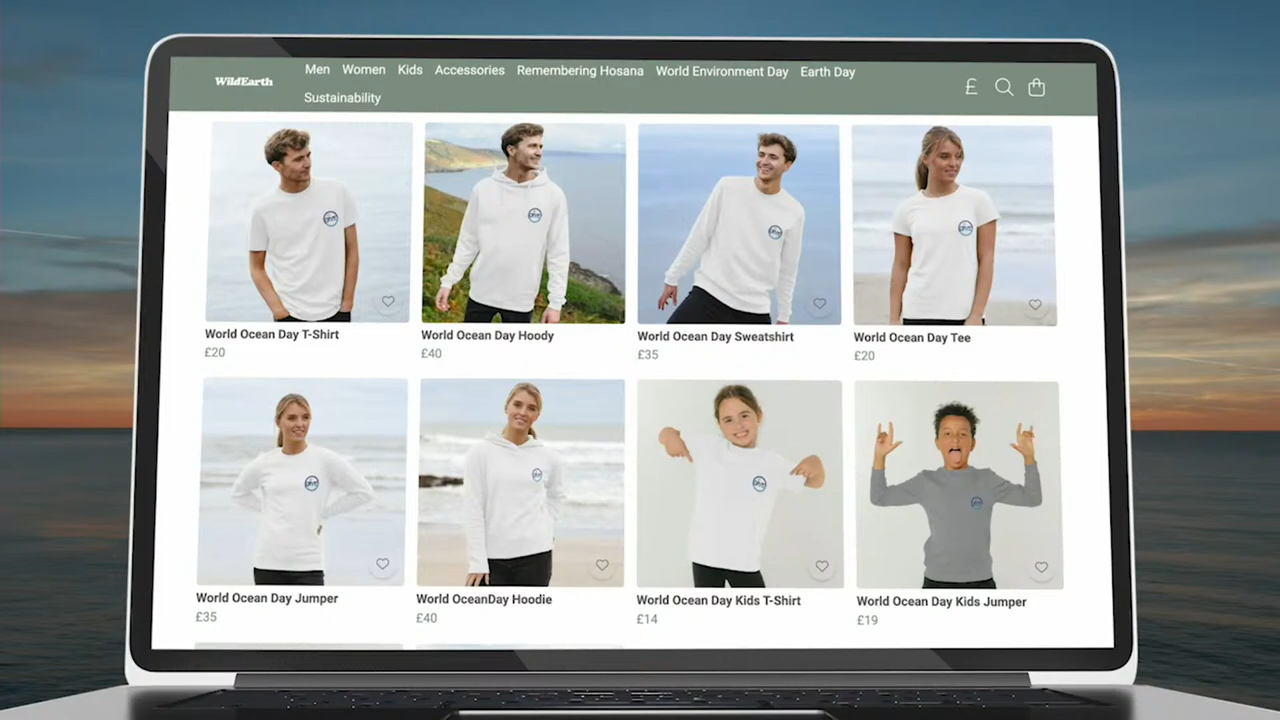 WildEarth
Men Women Kids Accessories Remembering Hosana World Environment Day Earth Day
Sustainability
£
World Ocean Day T-Shirt
£20
World Ocean Day Hoody
£40
World Ocean Day Sweatshirt
£35
World Ocean Day Tee
£20
World Ocean Day Jumper
£35
World OceanDay Hoodie
£40
World Ocean Day Kids T-Shirt
£14
World Ocean Day Kids Jumper
£19